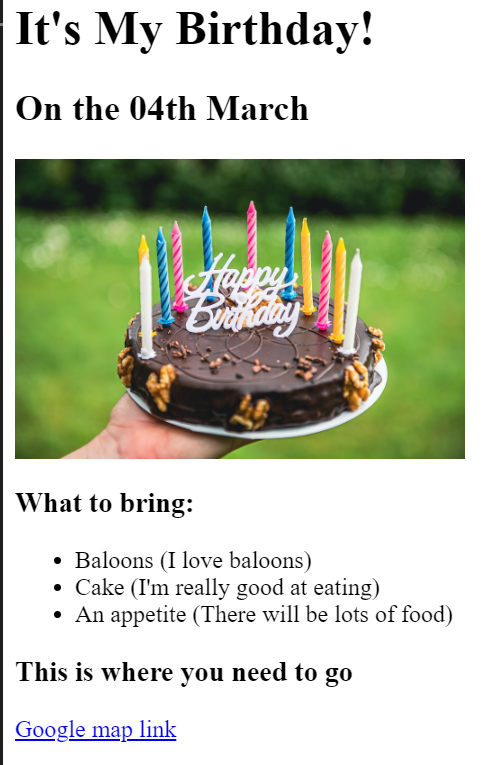 It's My Birthday!
On the 04th March
Happy
Birthday
What to bring:
Baloons (I love baloons)
Cake (I'm really good at eating)
An appetite (There will be lots of food)
This is where you need to go
Google map link